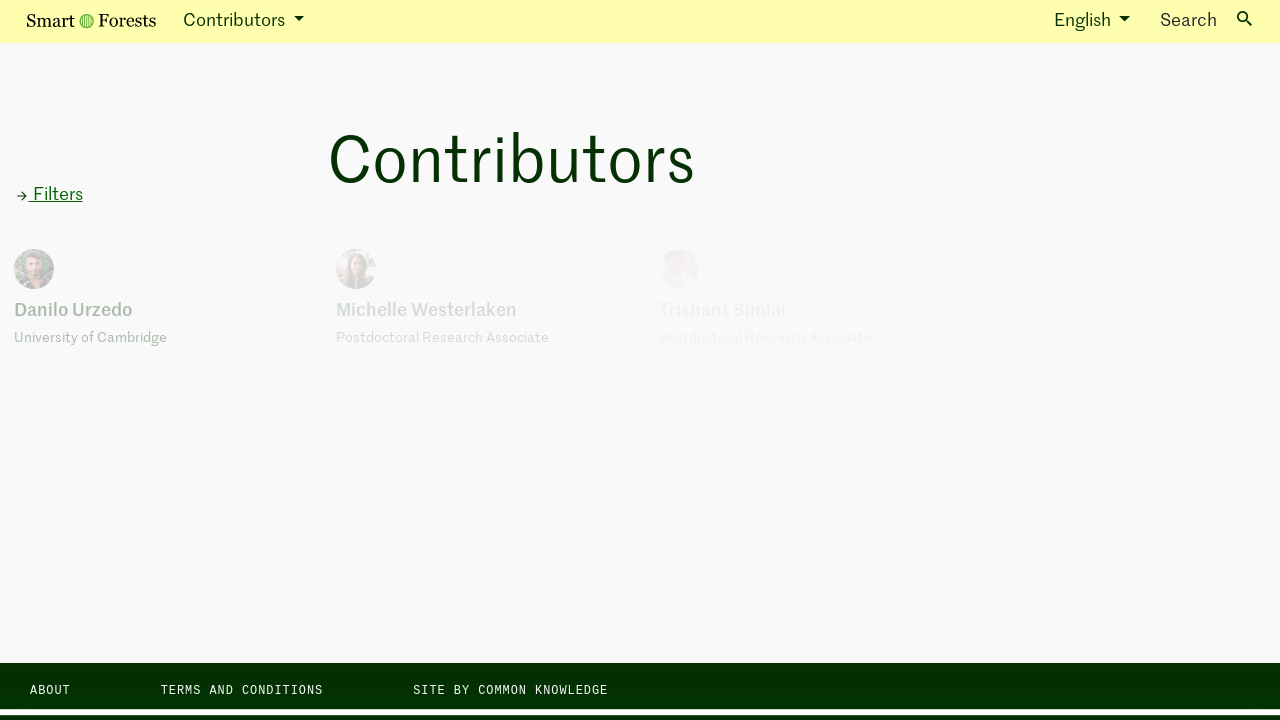 Smart Forests
Contributors
English
Search
Contributors
Filters
Danilo Urzedo
University of Cambridge
Michelle Westerlaken
Postdoctoral Research Associate
Trishant Simlai
Postdoctoral Research Associate
ABOUT
TERMS AND CONDITIONS
SITE BY COMMON KNOWLEDGE